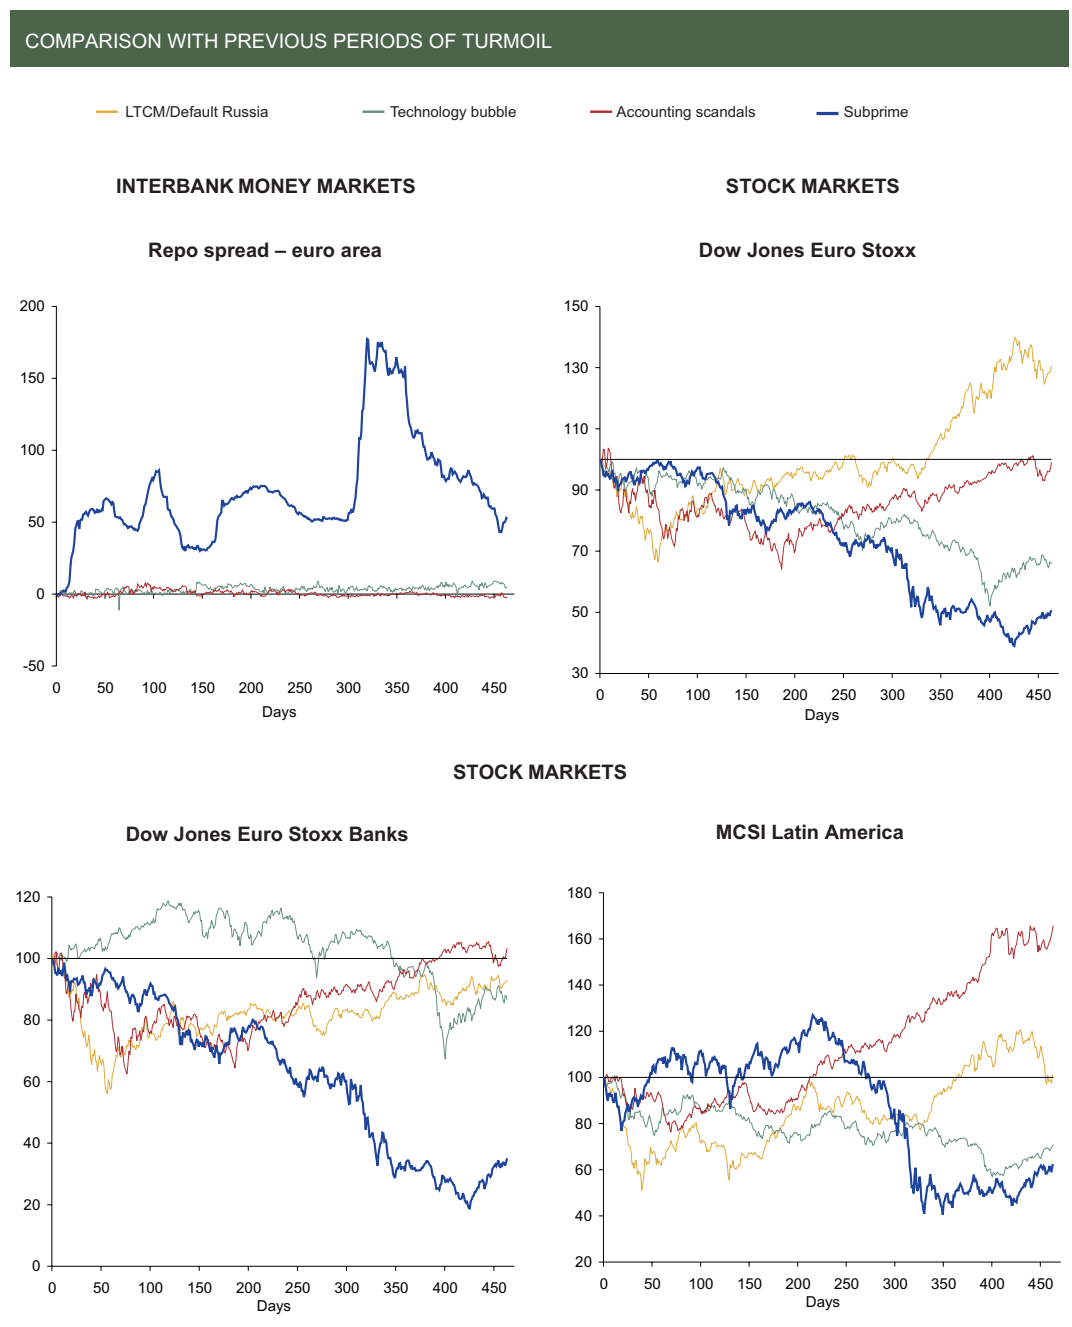 COMPARISON WITH PREVIOUS PERIODS OF TURMOIL
LTCM/Default Russia
Technology bubble
Accounting scandals
Subprime
INTERBANK MONEY MARKETS
Repo spread – euro area
200
150
100
50
0
-50
0 50 100 150 200 250 300 350 400 450
Days
STOCK MARKETS
Dow Jones Euro Stoxx
150
130
110
90
70
50
30
0 50 100 150 200 250 300 350 400 450
Days
STOCK MARKETS
Dow Jones Euro Stoxx Banks
120
100
80
60
40
20
0
0 50 100 150 200 250 300 350 400 450
Days
MCSI Latin America
180
160
140
120
100
80
60
40
20
0 50 100 150 200 250 300 350 400 450
Days